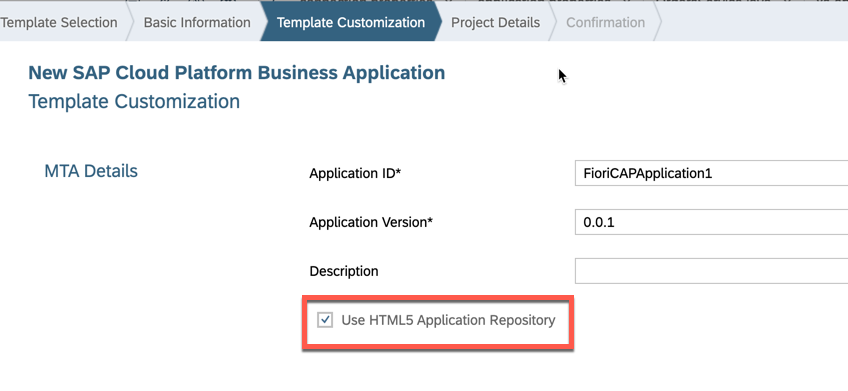 Template Selection Basic Information Template Customization Project Details Confirmation
New SAP Cloud Platform Business Application
Template Customization
MTA Details Application ID* FioriCAPApplication1
Application Version* 0.0.1
Description
Use HTML5 Application Repository